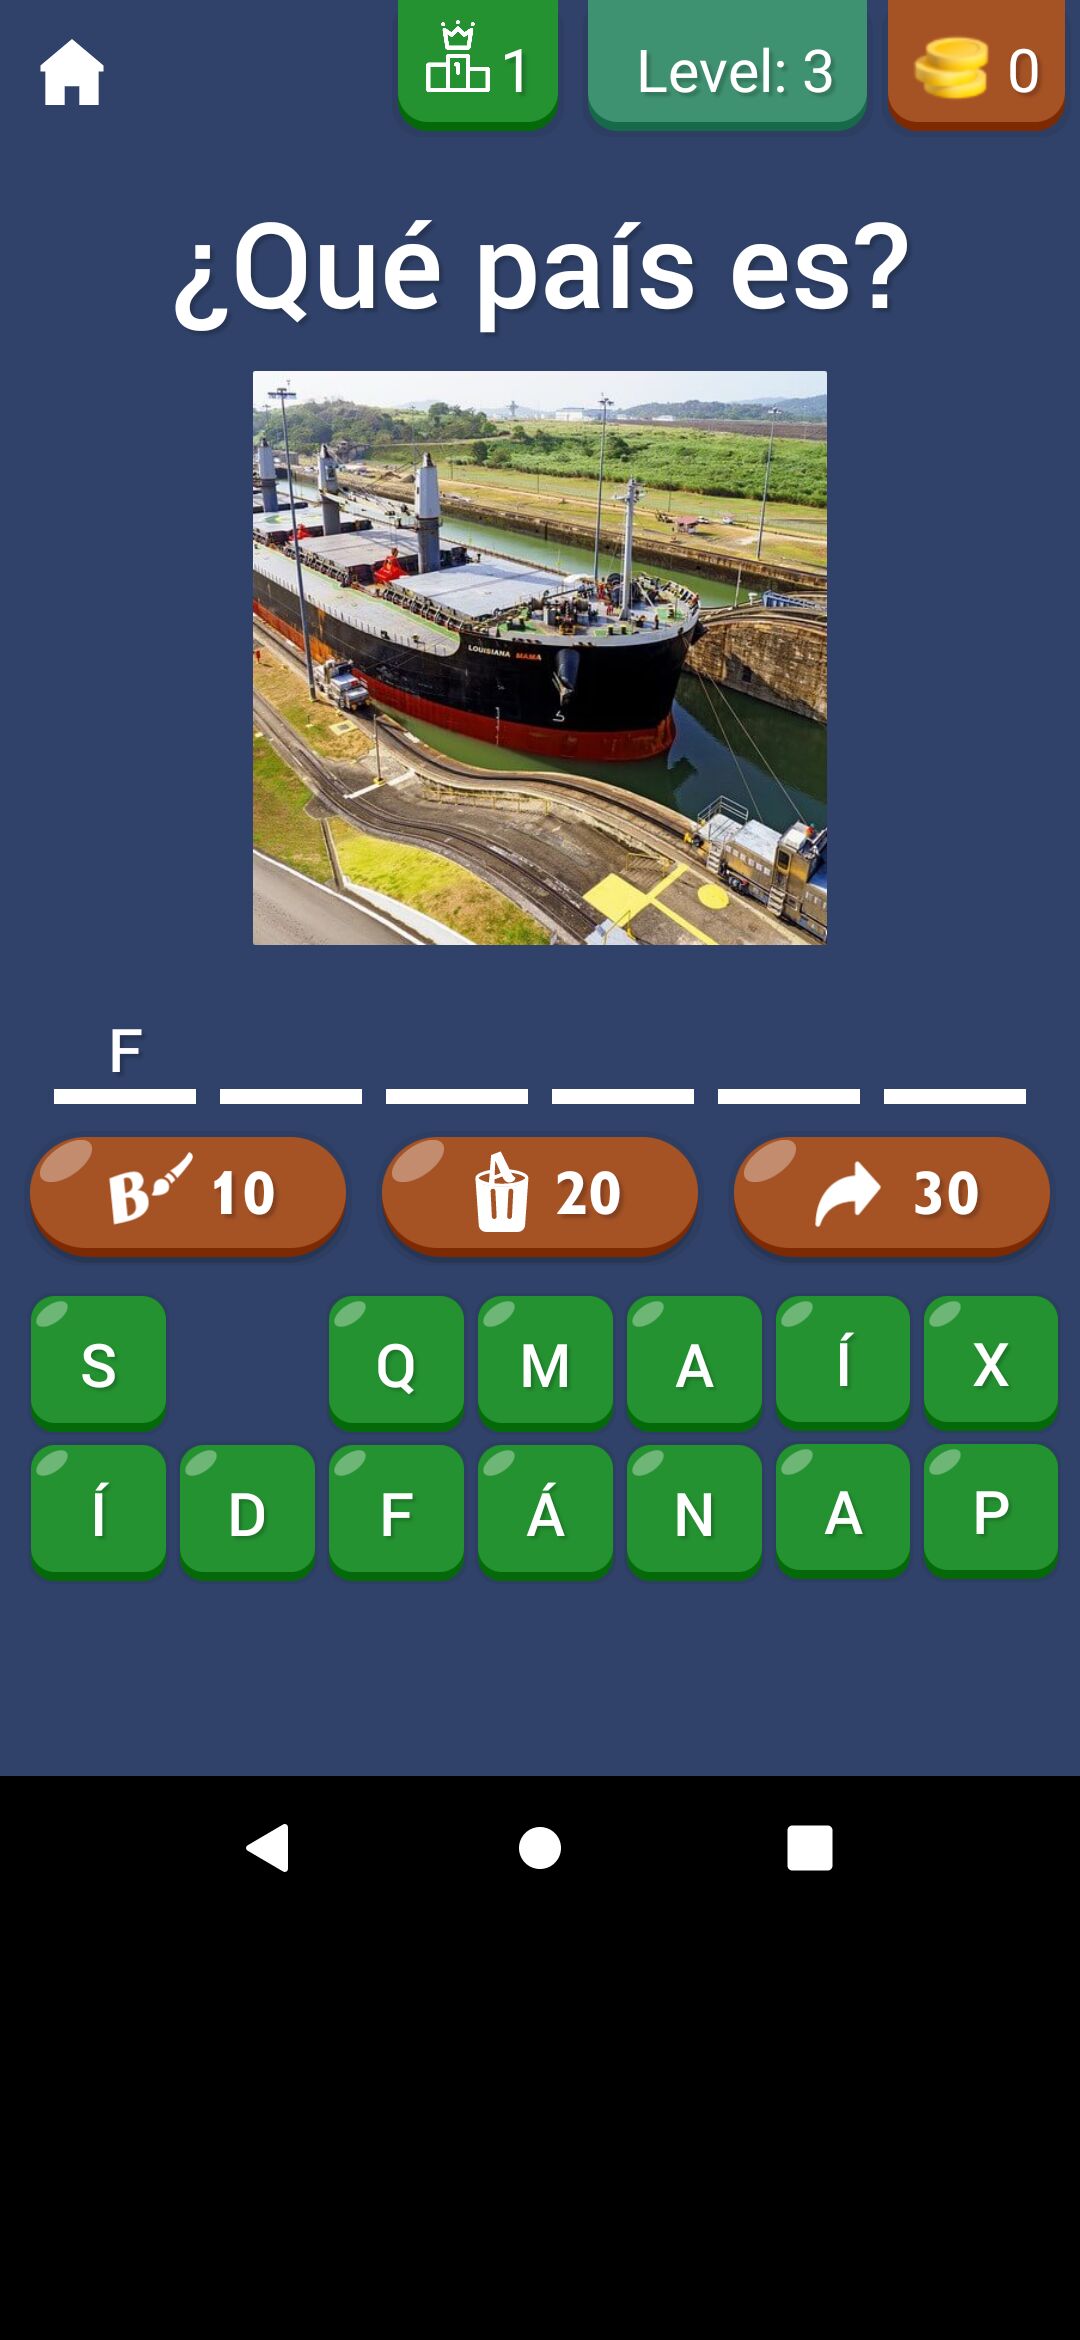 1 Level: 3 0
¿Qué país es?
LOUISIANA MAMA
F
B 10 20 30
S Q M A Í X
Í D F Á N A P